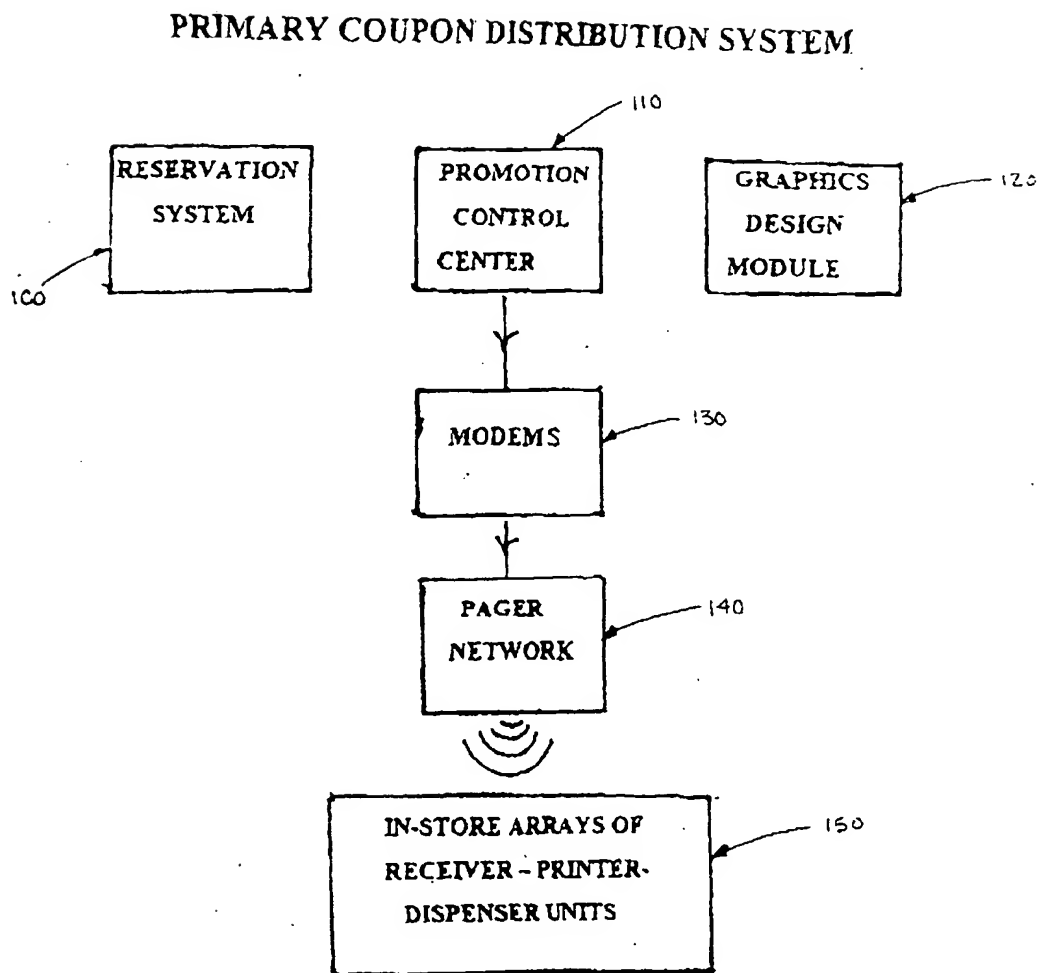 PRIMARY COUPON DISTRIBUTION SYSTEM
110
RESERVATION
SYSTEM
100
PROMOTION
CONTROL
CENTER
GRAPHICS
DESIGN
MODULE
120
MODEMS
130
PAGER
NETWORK
140
IN-STORE ARRAYS OF
RECEIVER - PRINTER-
DISPENSER UNITS
150